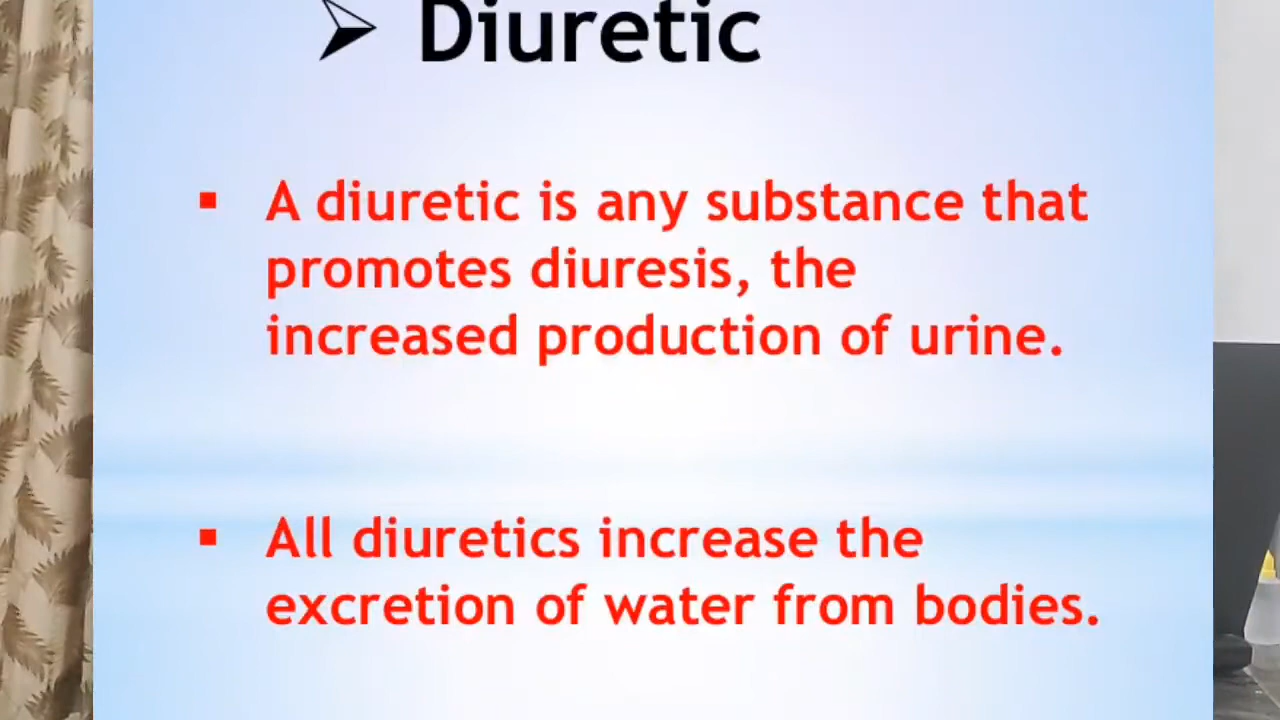 ➢ Diuretic
▪ A diuretic is any substance that
promotes diuresis, the
increased production of urine.
▪ All diuretics increase the
excretion of water from bodies.